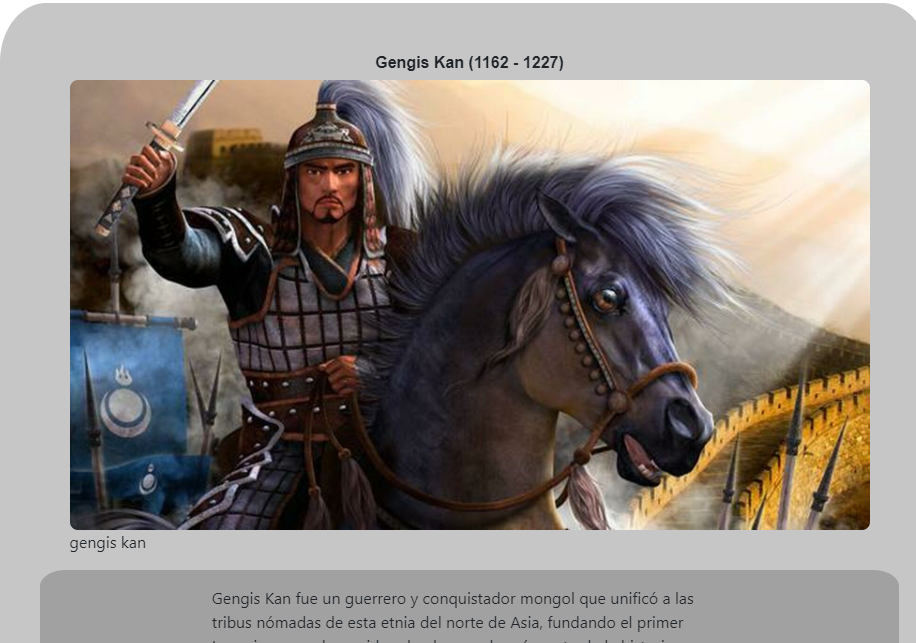 Gengis Kan (1162 - 1227)
gengis kan
Gengis Kan fue un guerrero y conquistador mongol que unificó a las
tribus nómadas de esta etnia del norte de Asia, fundando el primer